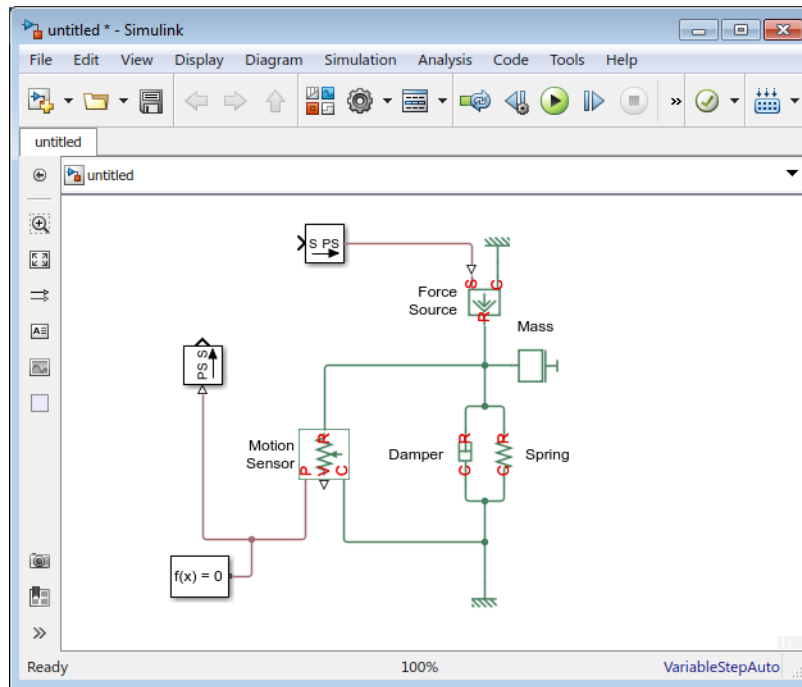 untitled * - Simulink
File Edit View Display Diagram Simulation Analysis Code Tools Help
»
untitled
untitled
S PS
S C
Force
Source
R
Mass
PS S
Motion
Sensor
R
P V C
Damper
R R
Spring
C C
f(x) = 0
A
»
Ready 100% VariableStepAuto